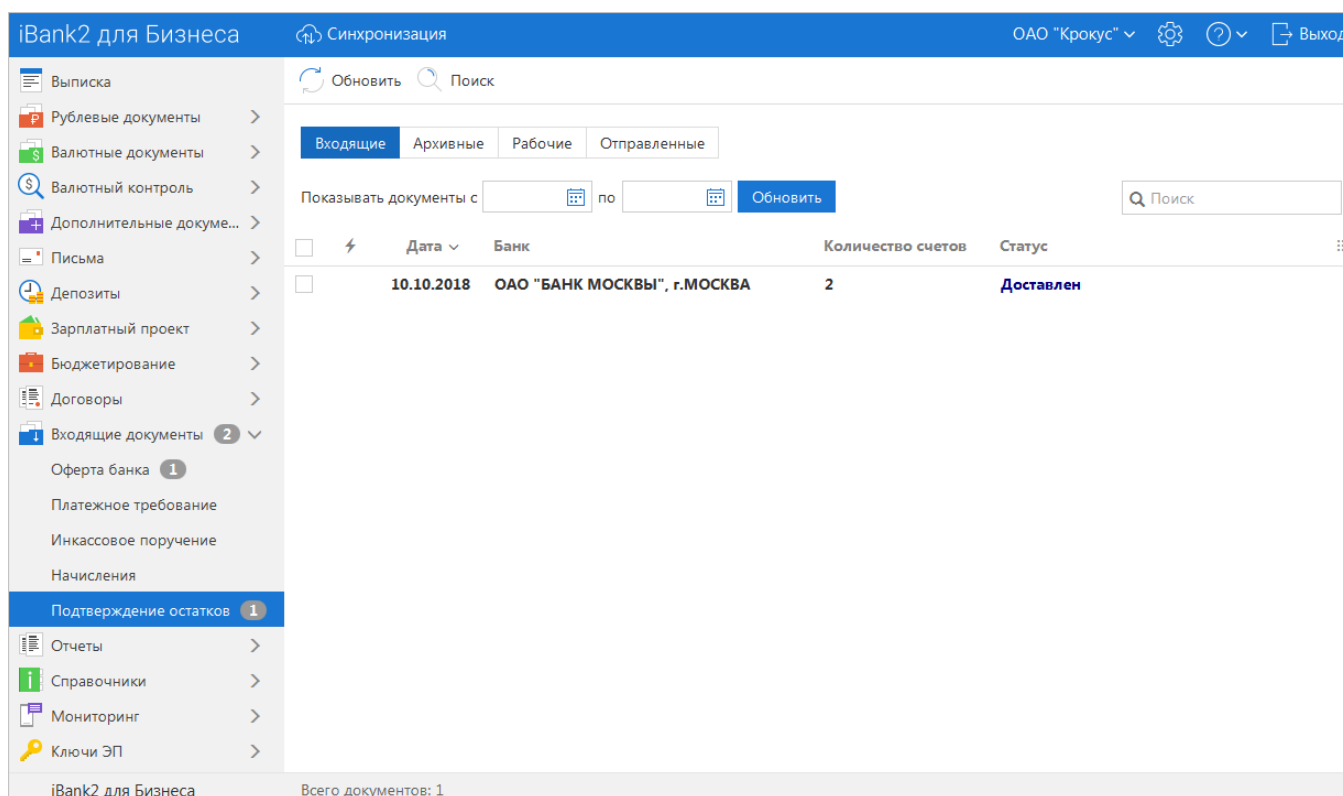 iBank2 для Бизнеса Синхронизация ОАО "Крокус" Выход
Выписка
Рублевые документы
Валютные документы
Валютный контроль
Дополнительные докуме...
Письма
Депозиты
Зарплатный проект
Бюджетирование
Договоры
Входящие документы 2
Оферта банка 1
Платежное требование
Инкассовое поручение
Начисления
Подтверждение остатков 1
Отчеты
Справочники
Мониторинг
Ключи ЭП
iBank2 для Бизнеса
Обновить Поиск
Входящие Архивные Рабочие Отправленные
Показывать документы с по Обновить Поиск
Дата Банк Количество счетов Статус
10.10.2018 ОАО "БАНК МОСКВЫ", г.МОСКВА 2 Доставлен
Всего документов: 1